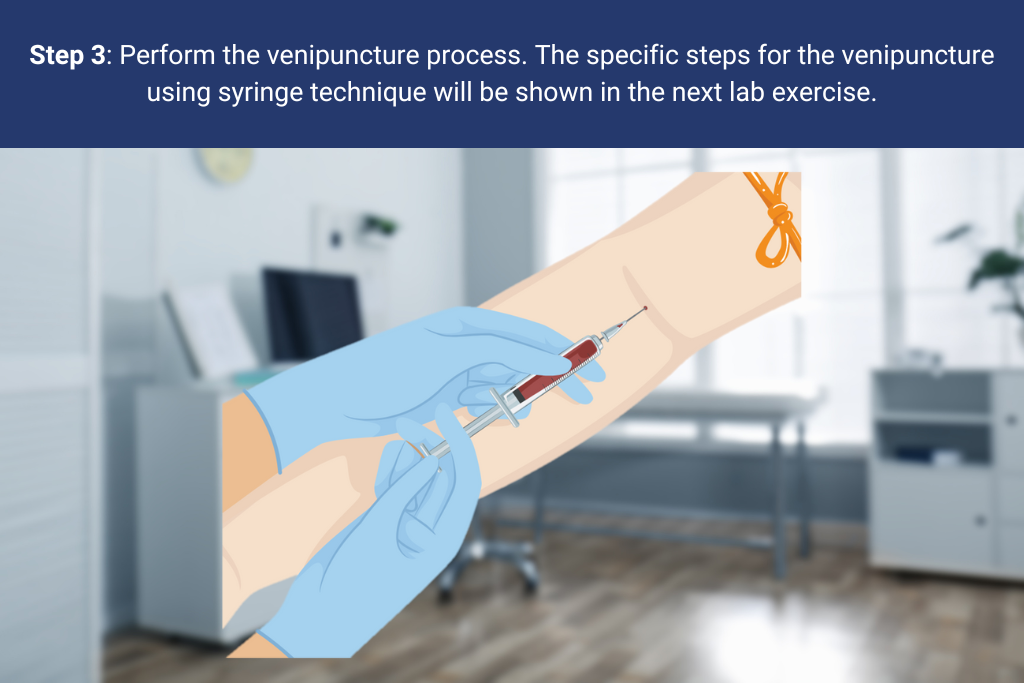 Step 3: Perform the venipuncture process. The specific steps for the venipuncture
using syringe technique will be shown in the next lab exercise.